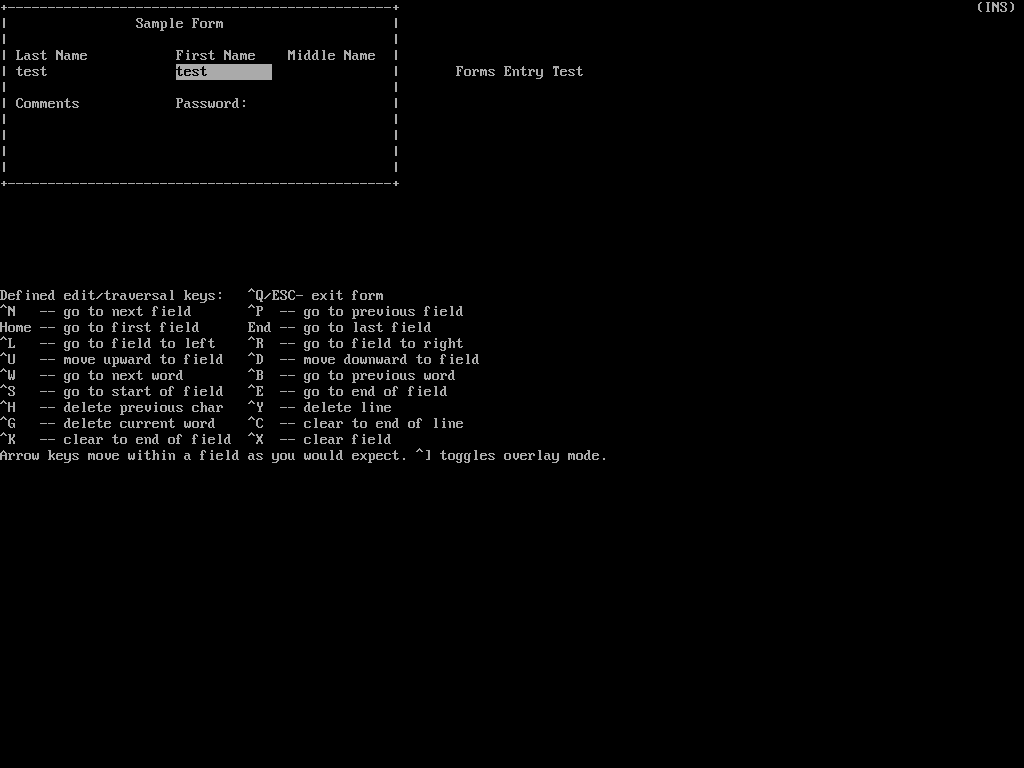 (INS)
Sample Form
Last Name First Name Middle Name
test test Forms Entry Test
Comments Password:
Defined edit/traversal keys: ^Q/ESC- exit form
^N -- go to next field ^P -- go to previous field
Home -- go to first field End -- go to last field
^L -- go to field to left ^R -- go to field to right
^U -- move upward to field ^D -- move downward to field
^W -- go to next word ^B -- go to previous word
^S -- go to start of field ^E -- go to end of field
^H -- delete previous char ^Y -- delete line
^G -- delete current word ^C -- clear to end of line
^K -- clear to end of field ^X -- clear field
Arrow keys move within a field as you would expect. ^] toggles overlay mode.